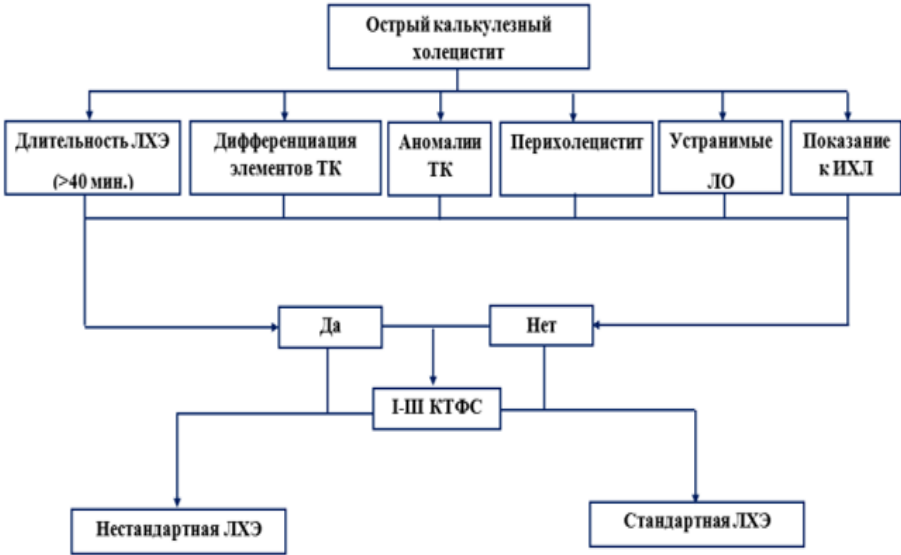 Острый калькулезный
холецистит
Длительность ЛХЭ
(>40 мин.)
Дифференциация
элементов ТК
Аномалии
ТК
Перихолецистит
Устранимые
ЛО
Показание
к ИХЛ
Да
Нет
I-III КТФС
Нестандартная ЛХЭ
Стандартная ЛХЭ